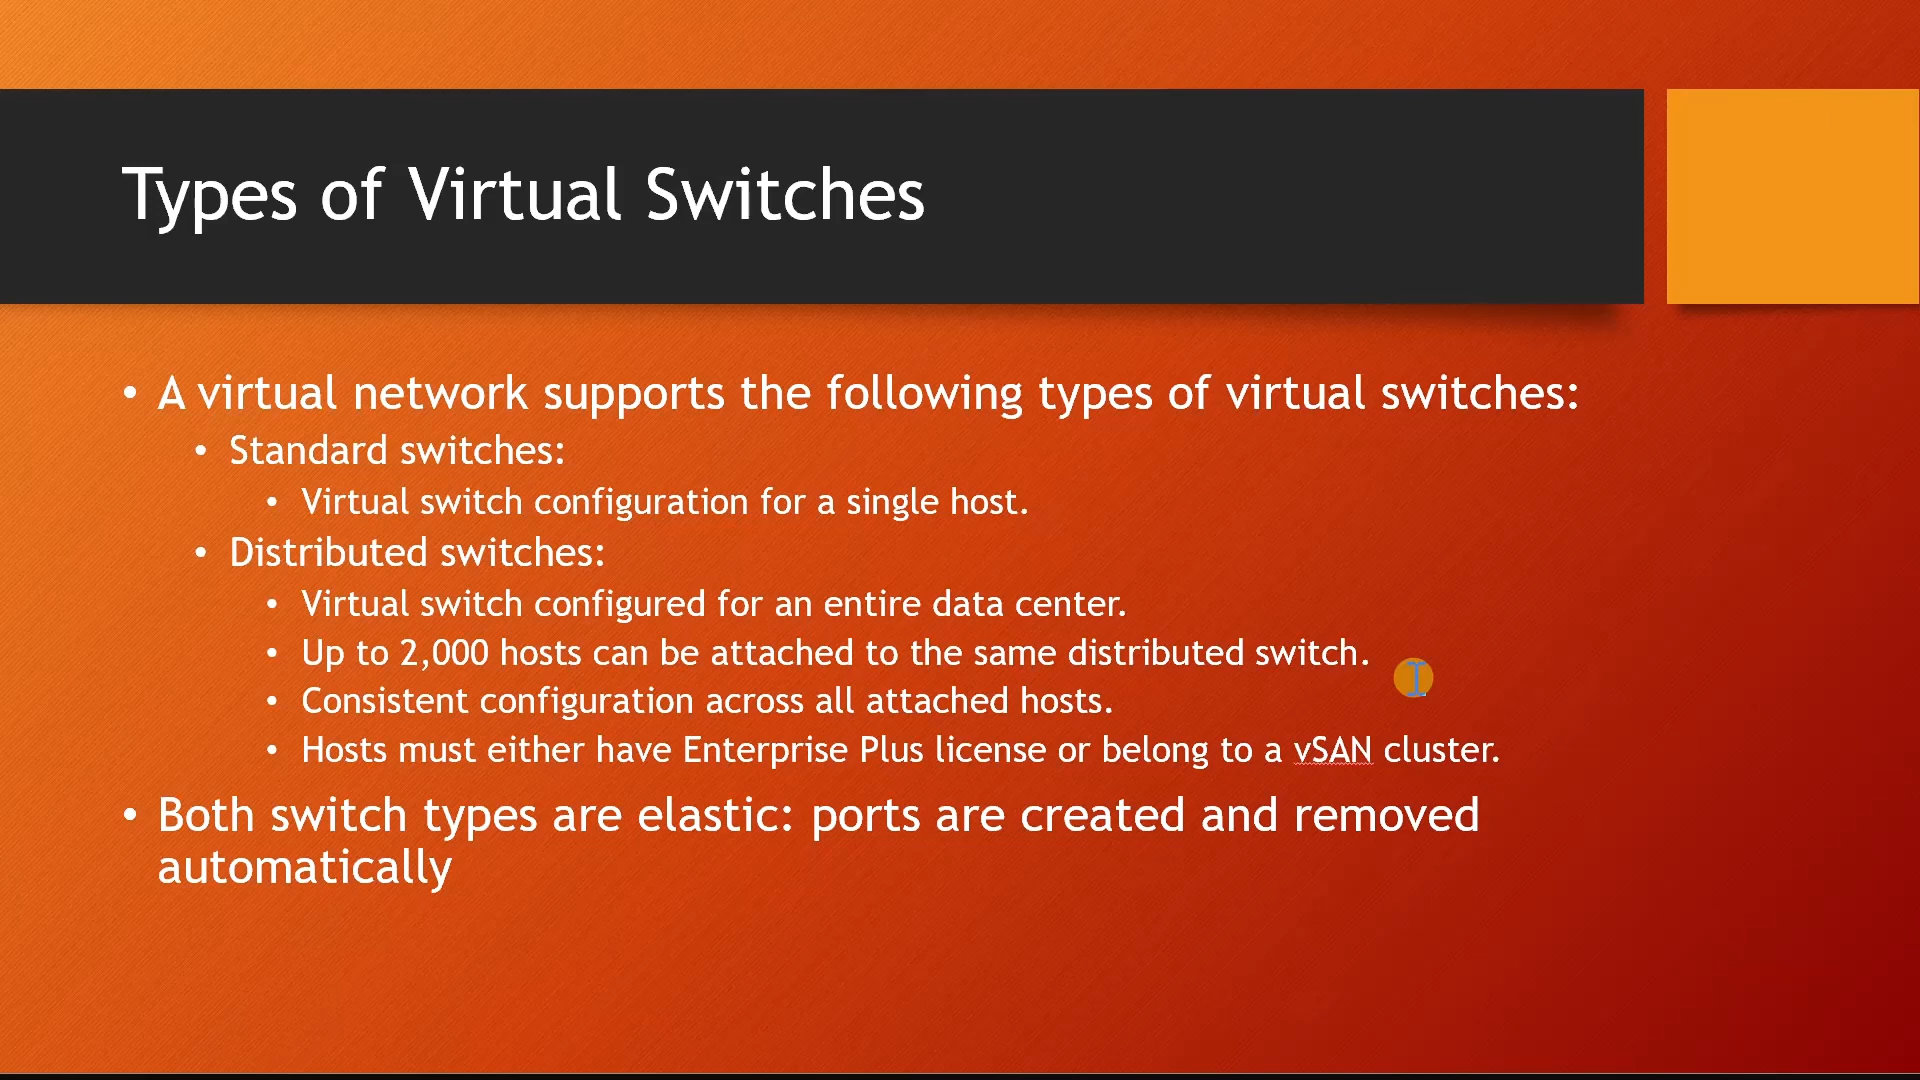 Types of Virtual Switches
• A virtual network supports the following types of virtual switches:
• Standard switches:
• Virtual switch configuration for a single host.
• Distributed switches:
• Virtual switch configured for an entire data center.
• Up to 2,000 hosts can be attached to the same distributed switch.
• Consistent configuration across all attached hosts.
• Hosts must either have Enterprise Plus license or belong to a vSAN cluster.
• Both switch types are elastic: ports are created and removed
automatically